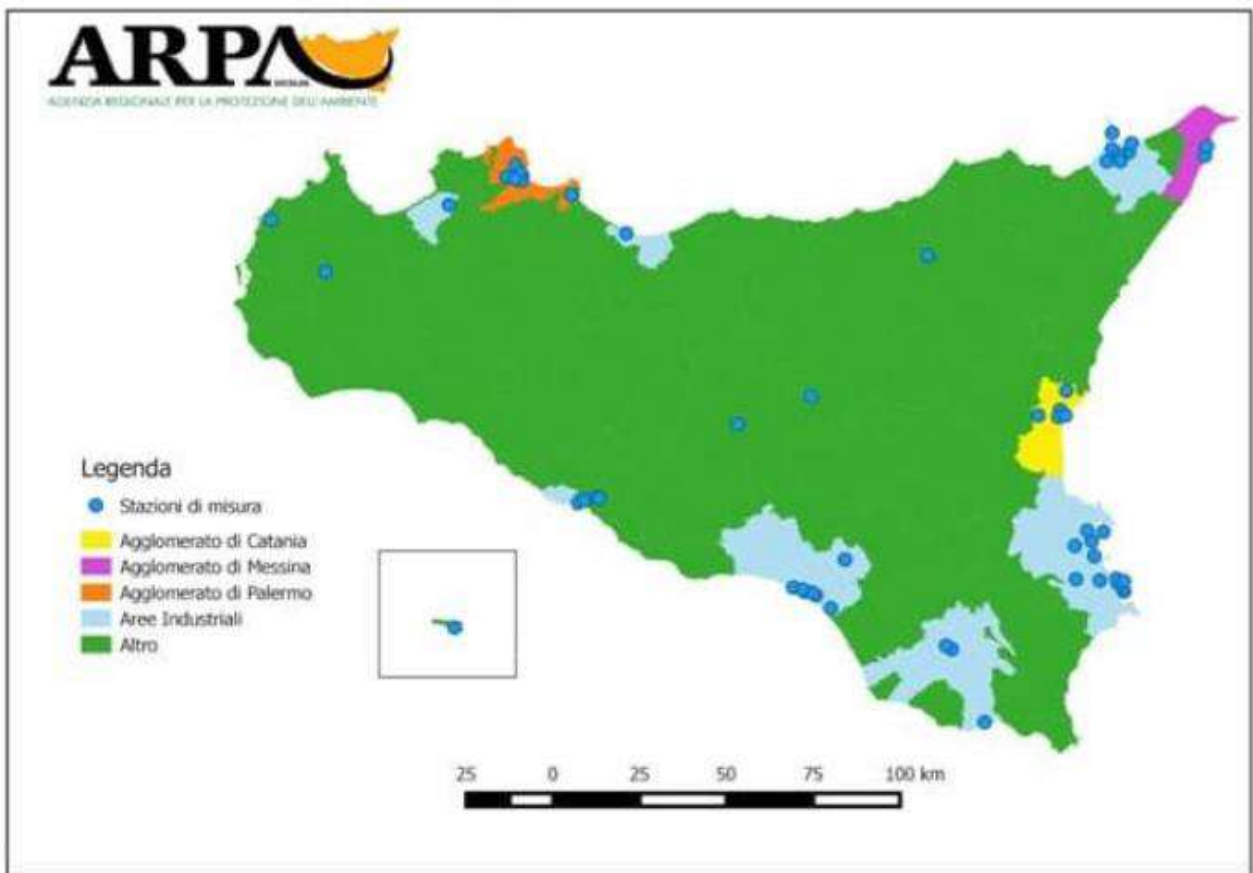 ARPA
AGENZIA REGIONALE PER LA PROTEZIONE DELL'AMBIENTE
Legenda
Stazioni di misura
Agglomerato di Catania
Agglomerato di Messina
Agglomerato di Palermo
Aree Industriali
Altro
25 0 25 50 75 100 km